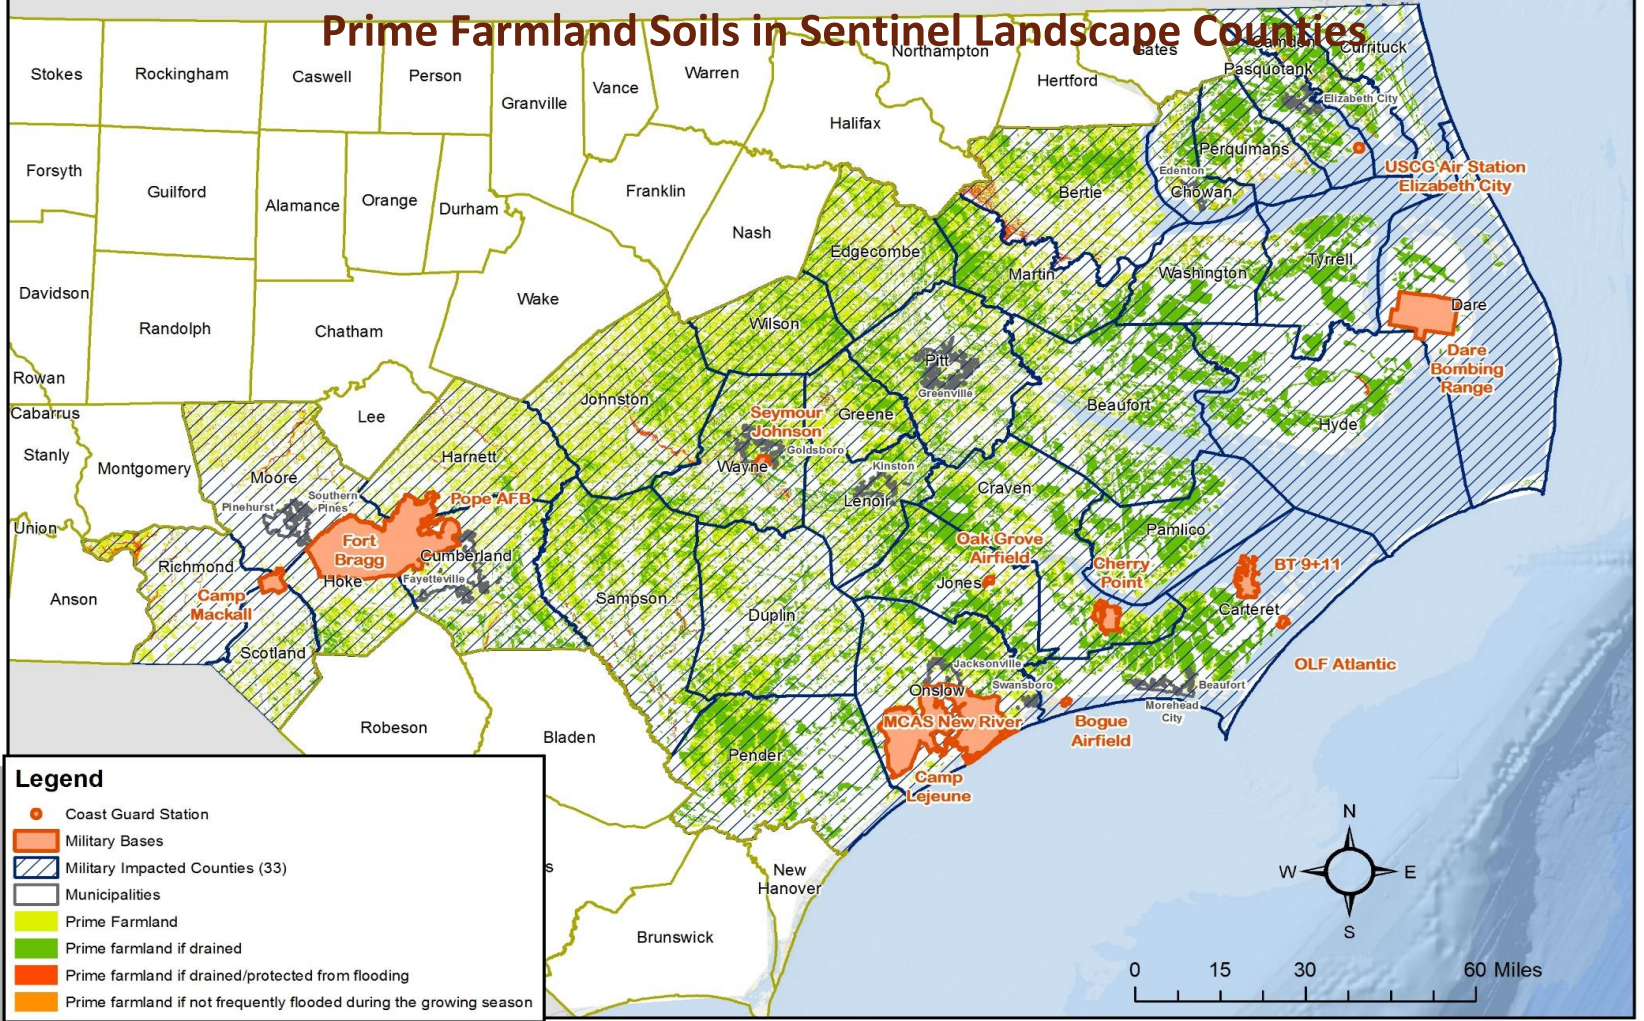 Prime Farmland Soils in Sentinel Landscape Counties
Stokes
Rockingham
Caswell
Person
Granville
Vance
Warren
Northampton
Hertford
Gates
Camden
Currituck
Pasquotank
Elizabeth City
Halifax
Forsyth
Guilford
Alamance
Orange
Durham
Franklin
Nash
Edgecombe
Bertie
Perquimans
Edenton
Chowan
USCG Air Station
Elizabeth City
Martin
Washington
Tyrrell
Dare
Dare
Bombing
Range
Davidson
Randolph
Chatham
Wake
Wilson
Pitt
Greenville
Beaufort
Hyde
Rowan
Cabarrus
Stanly
Montgomery
Lee
Johnston
Seymour
Johnson
Goldsboro
Wayne
Greene
Kinston
Lenoir
Craven
Pamlico
Moore
Harnett
Southern
Pines
Pinehurst
Pope AFB
Fort
Bragg
Cumberland
Fayetteville
Hoke
Union
Richmond
Anson
Camp
Mackall
Scotland
Sampson
Duplin
Oak Grove
Airfield
Jones
Cherry
Point
BT 9+11
Carteret
OLF Atlantic
Jacksonville
Swansboro
Beaufort
Morehead
City
Onslow
MCAS New River
Bogue
Airfield
Camp
Lejeune
Robeson
Bladen
Pender
New
Hanover
Brunswick
s
Legend
Coast Guard Station
Military Bases
Military Impacted Counties (33)
Municipalities
Prime Farmland
Prime farmland if drained
Prime farmland if drained/protected from flooding
Prime farmland if not frequently flooded during the growing season
N
W E
S
0 15 30 60 Miles